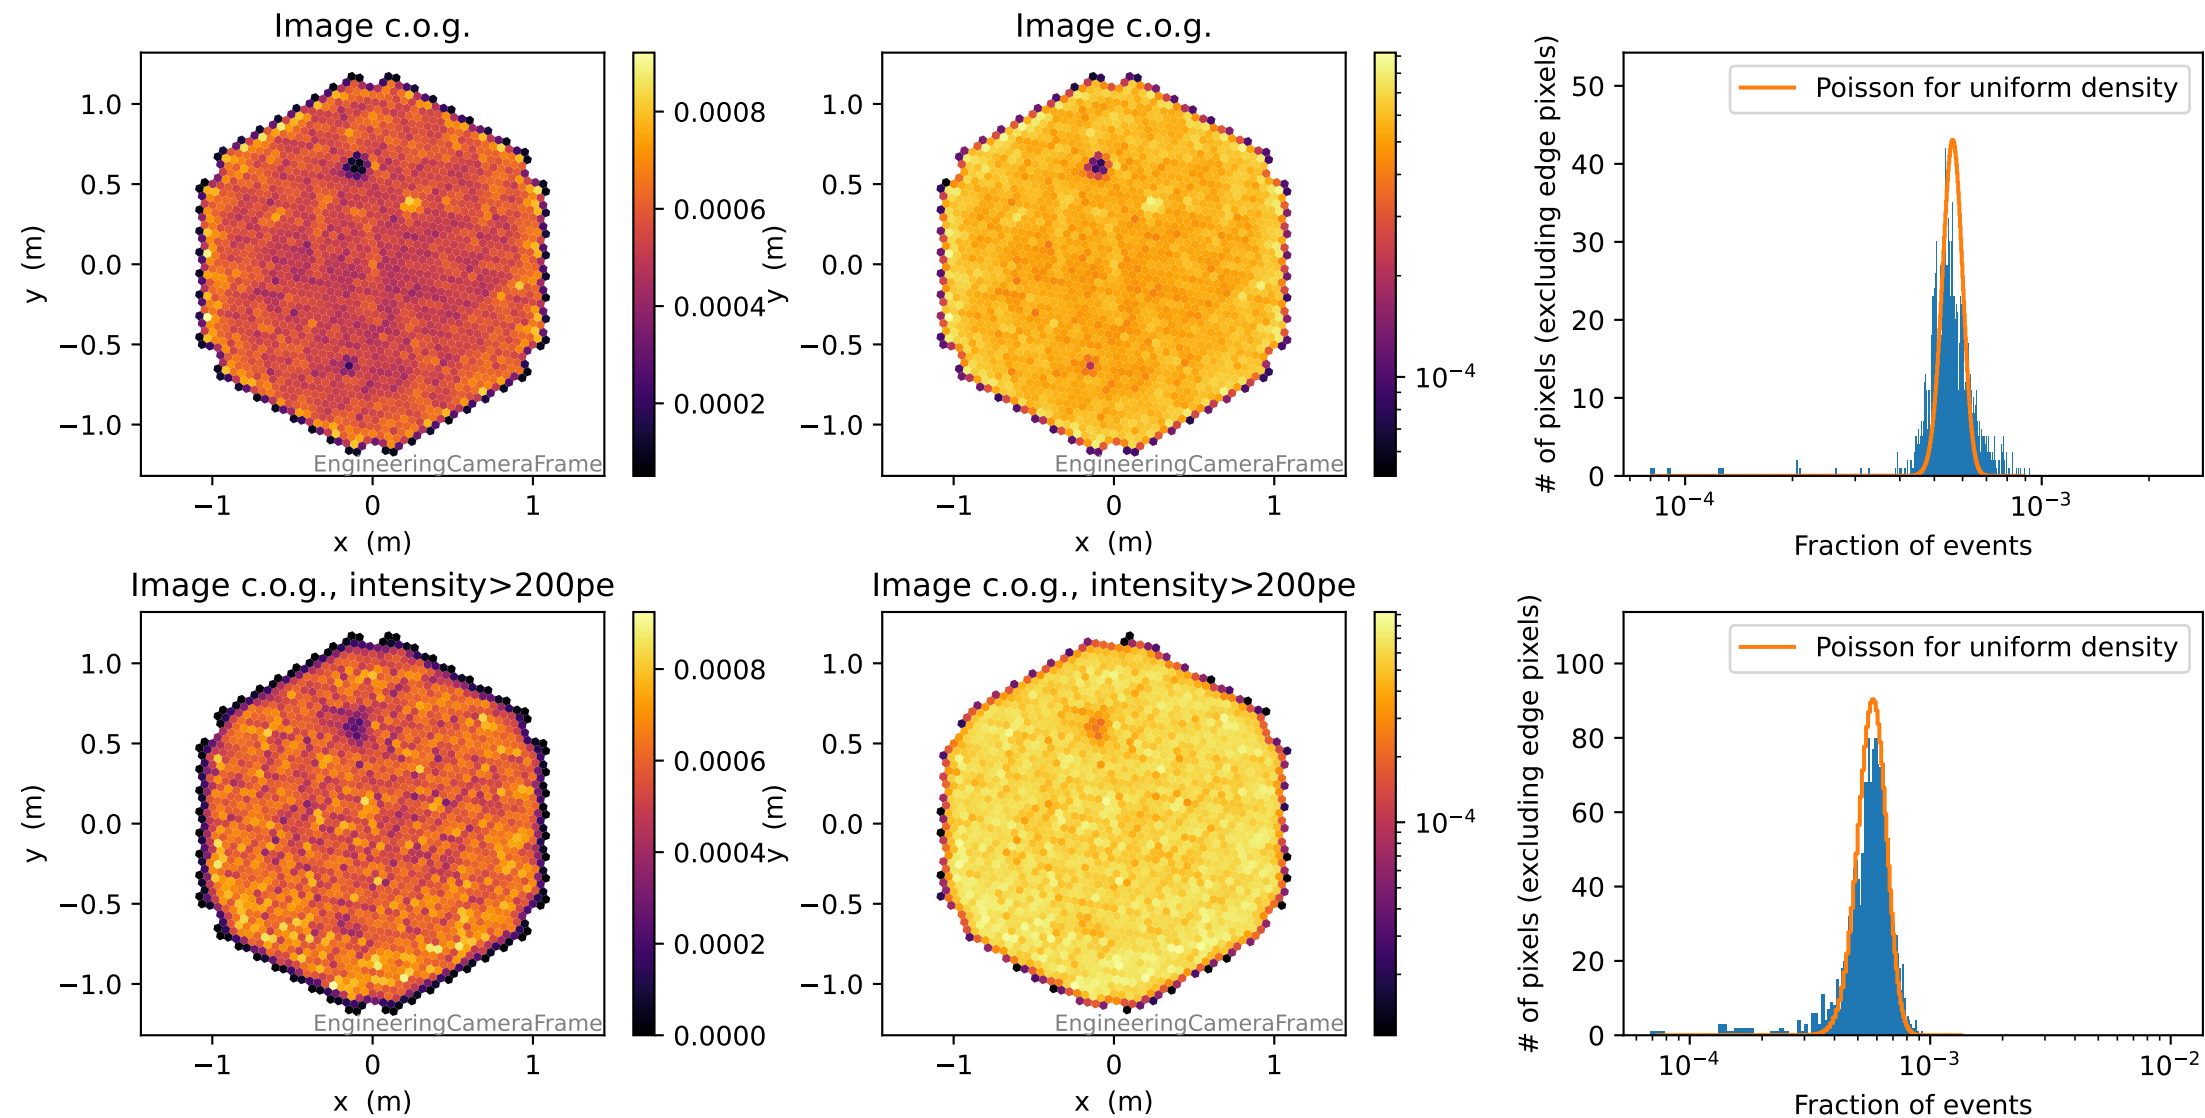 Image c.o.g.
1.0
0.5
0.0
−0.5
−1.0
y (m)
−1
0
1
x (m)
EngineeringCameraFrame
0.0008
0.0006
0.0004
0.0002
Image c.o.g.
1.0
0.5
0.0
−0.5
−1.0
y (m)
−1
0
1
x (m)
EngineeringCameraFrame
10⁻⁴
# of pixels (excluding edge pixels)
50
40
30
20
10
0
Poisson for uniform density
10⁻⁴
10⁻³
Fraction of events
Image c.o.g., intensity>200pe
1.0
0.5
0.0
−0.5
−1.0
y (m)
−1
0
1
x (m)
EngineeringCameraFrame
0.0008
0.0006
0.0004
0.0002
0.0000
Image c.o.g., intensity>200pe
1.0
0.5
0.0
−0.5
−1.0
y (m)
−1
0
1
x (m)
EngineeringCameraFrame
10⁻⁴
# of pixels (excluding edge pixels)
100
80
60
40
20
0
Poisson for uniform density
10⁻⁴
10⁻³
10⁻²
Fraction of events